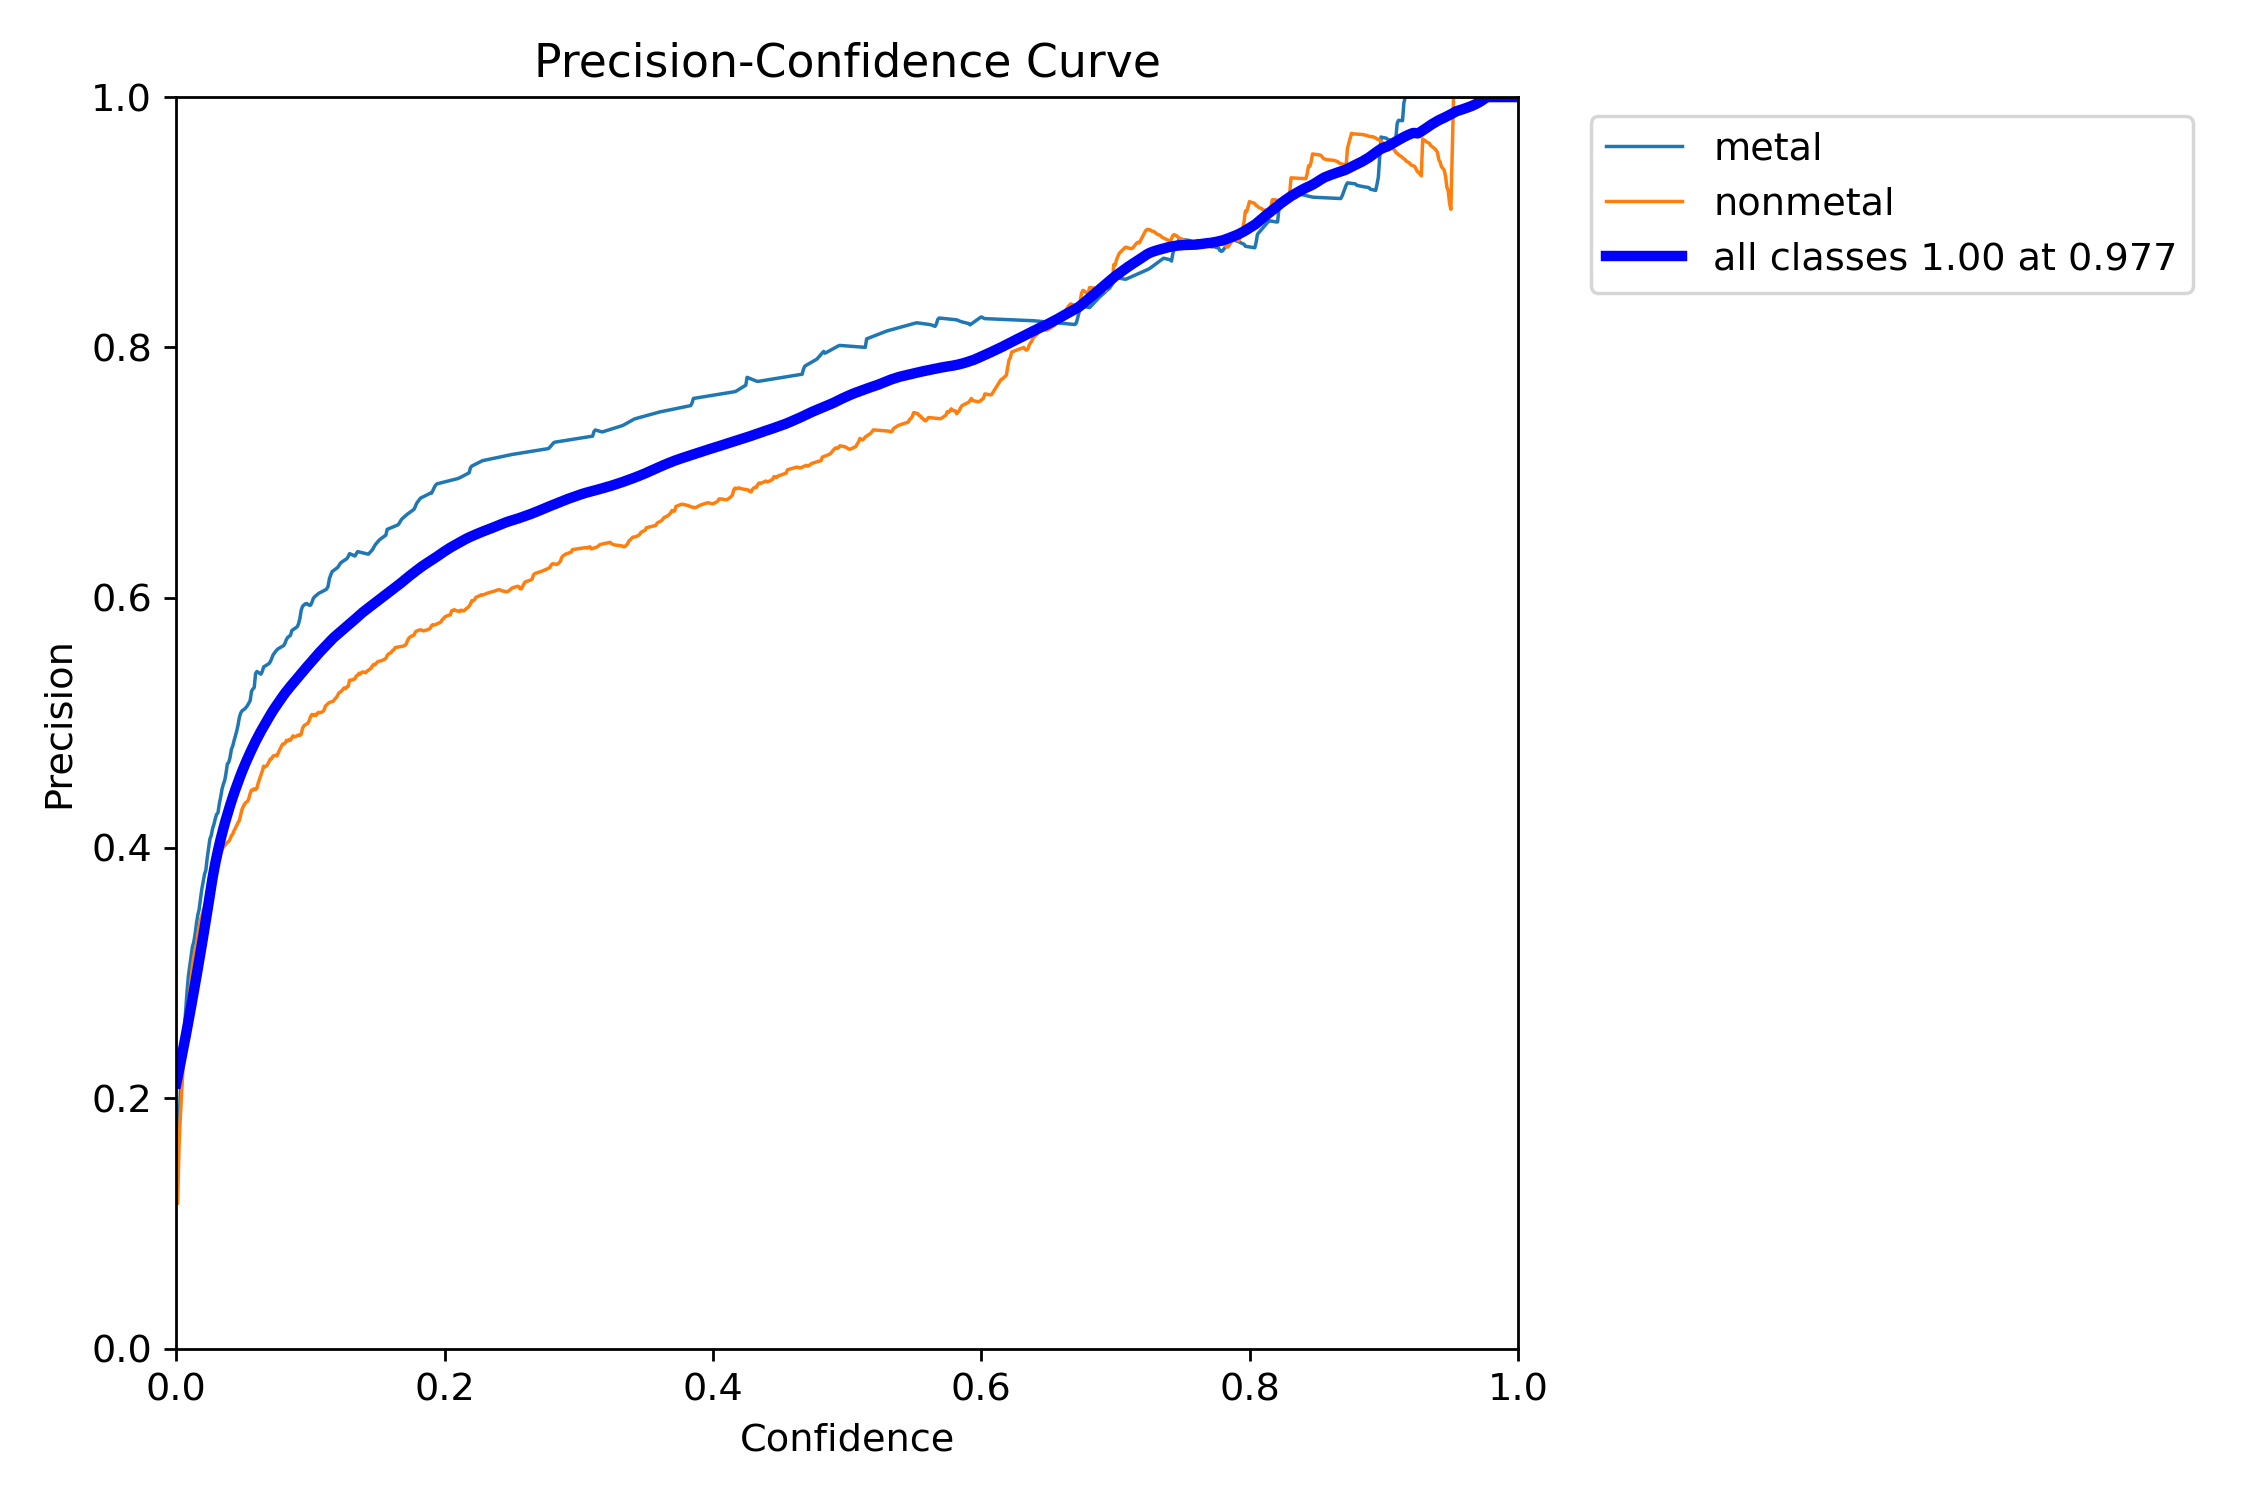 Precision-Confidence Curve
1.0
0.8
0.6
0.4
0.2
0.0
Precision
0.0 0.2 0.4 0.6 0.8 1.0
Confidence
metal
nonmetal
all classes 1.00 at 0.977